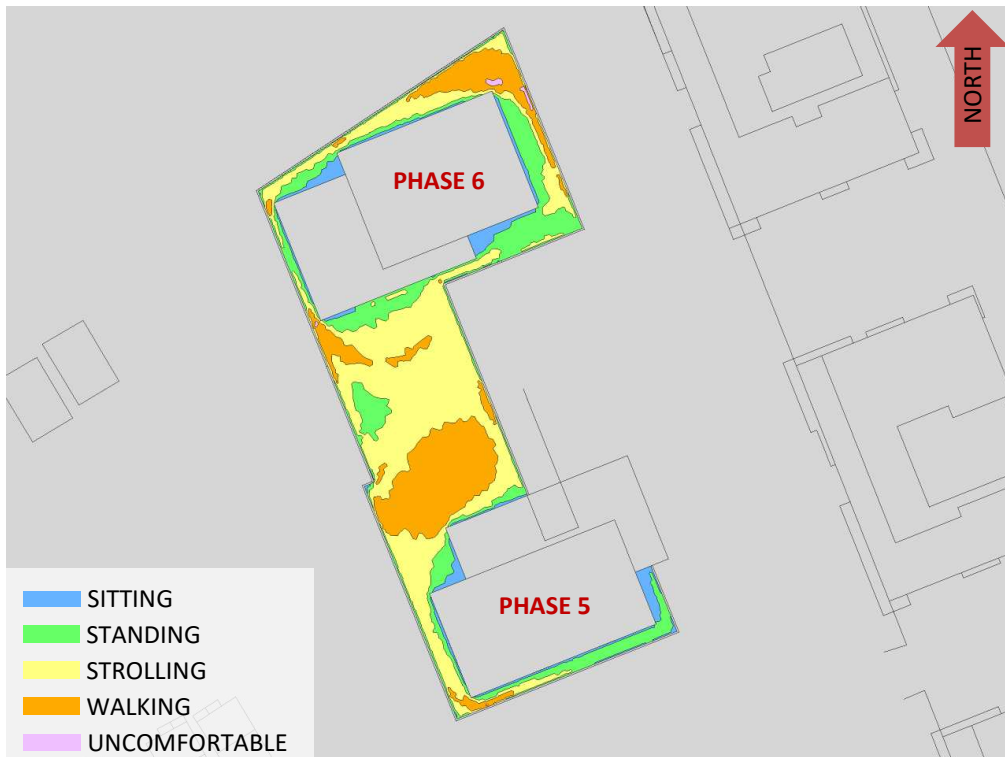 NORTH
PHASE 6
PHASE 5
SITTING
STANDING
STROLLING
WALKING
UNCOMFORTABLE